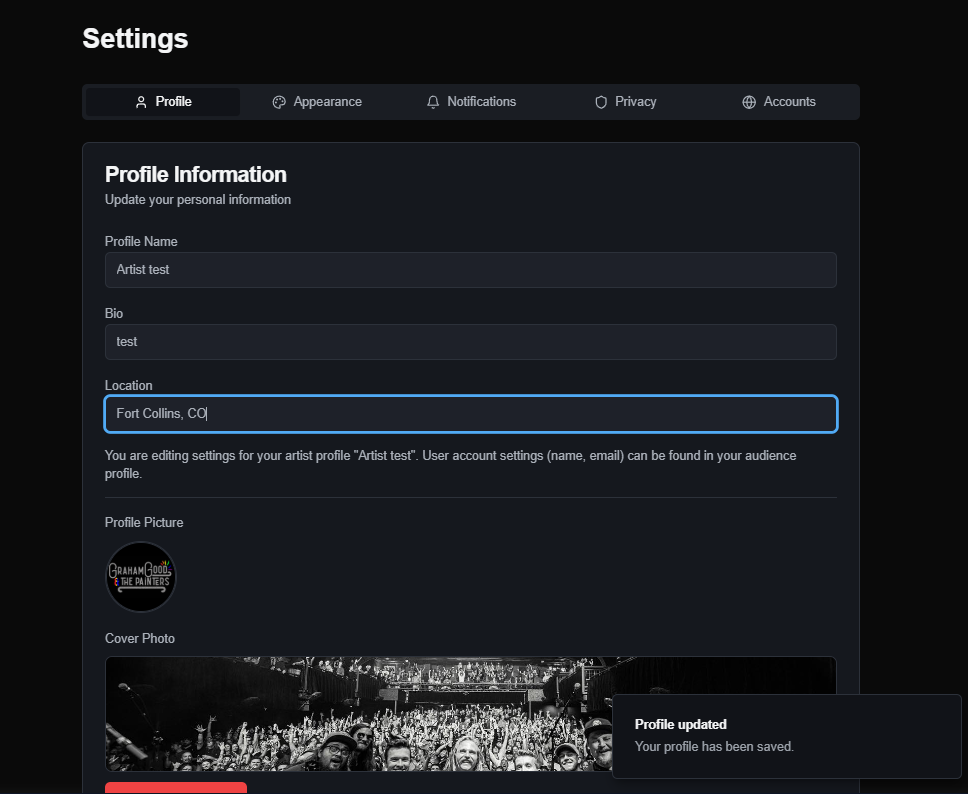 Settings
Profile
Appearance
Notifications
Privacy
Accounts
Profile Information
Update your personal information
Profile Name
Artist test
Bio
test
Location
Fort Collins, CO
You are editing settings for your artist profile "Artist test". User account settings (name, email) can be found in your audience
profile.
Profile Picture
GRAHAM GOOD
& THE PAINTERS
Cover Photo
Profile updated
Your profile has been saved.